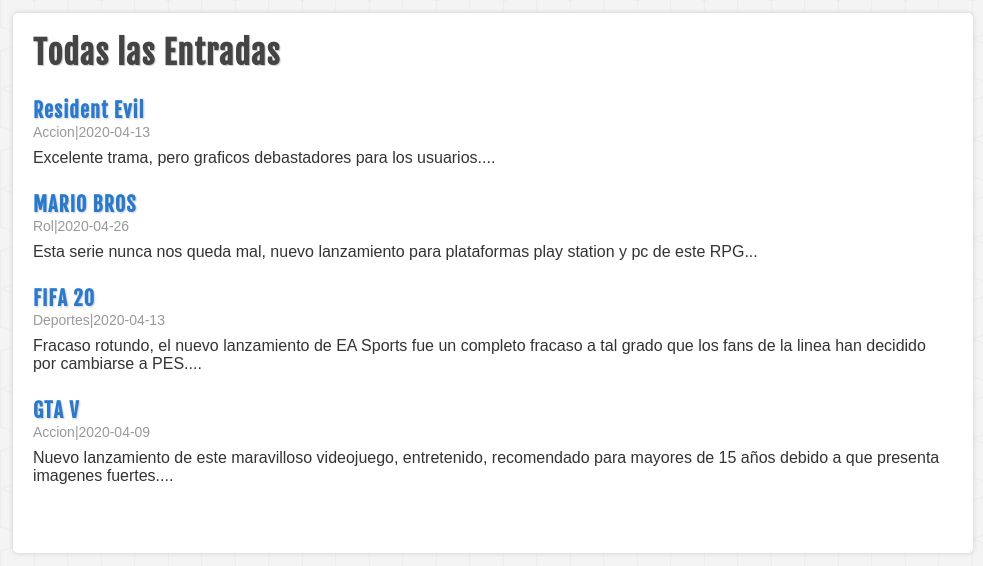 Todas las Entradas
Resident Evil
Accion|2020-04-13
Excelente trama, pero graficos debastadores para los usuarios....
MARIO BROS
Rol|2020-04-26
Esta serie nunca nos queda mal, nuevo lanzamiento para plataformas play station y pc de este RPG...
FIFA 20
Deportes|2020-04-13
Fracaso rotundo, el nuevo lanzamiento de EA Sports fue un completo fracaso a tal grado que los fans de la linea han decidido
por cambiarse a PES....
GTA V
Accion|2020-04-09
Nuevo lanzamiento de este maravilloso videojuego, entretenido, recomendado para mayores de 15 años debido a que presenta
imagenes fuertes....